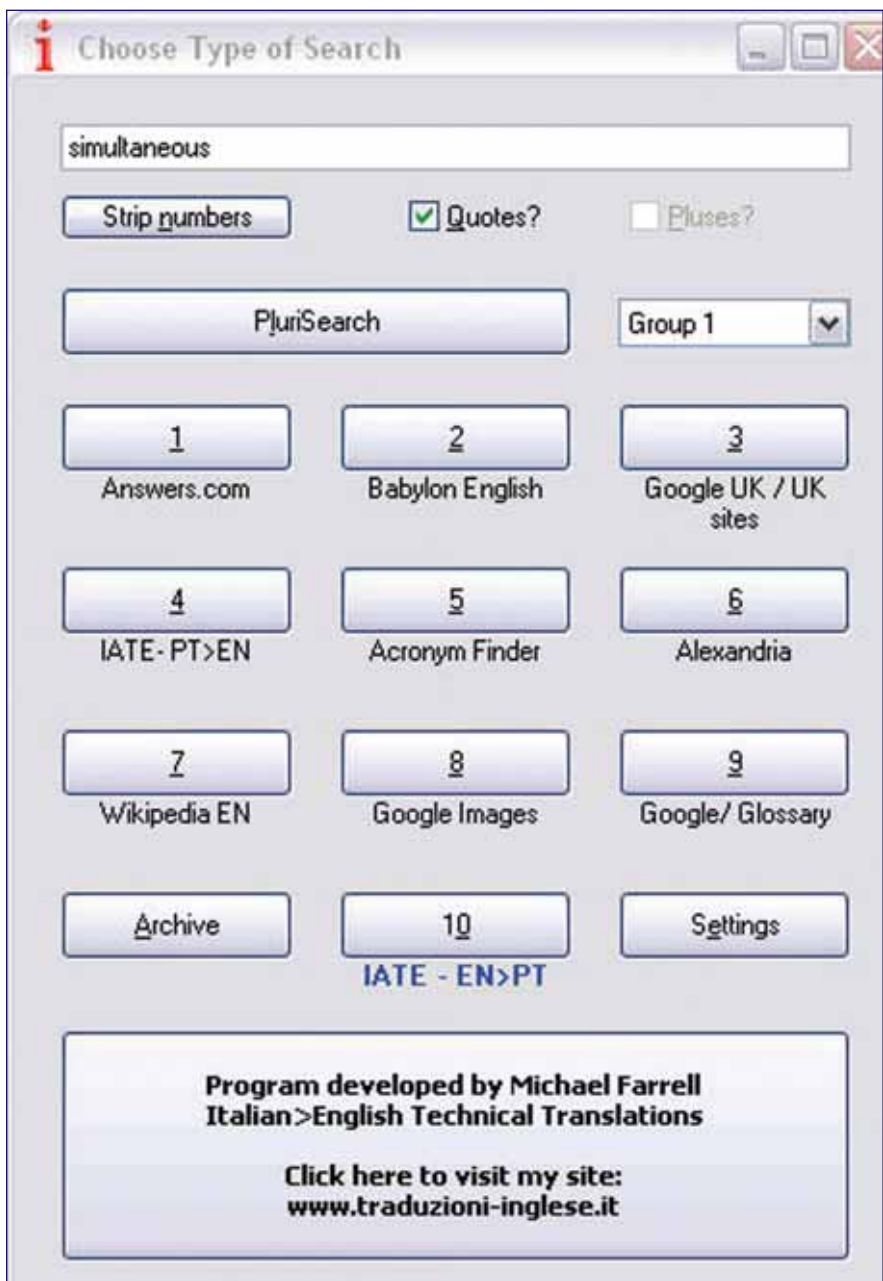 i Choose Type of Search
simultaneous
Strip numbers
Quotes?
Pluses?
PluriSearch
Group 1
1
2
3
Answers.com
Babylon English
Google UK / UK
sites
4
5
6
IATE- PT>EN
Acronym Finder
Alexandria
7
8
9
Wikipedia EN
Google Images
Google/ Glossary
Archive
10
Settings
IATE - EN>PT
Program developed by Michael Farrell
Italian>English Technical Translations
Click here to visit my site:
www.traduzioni-inglese.it